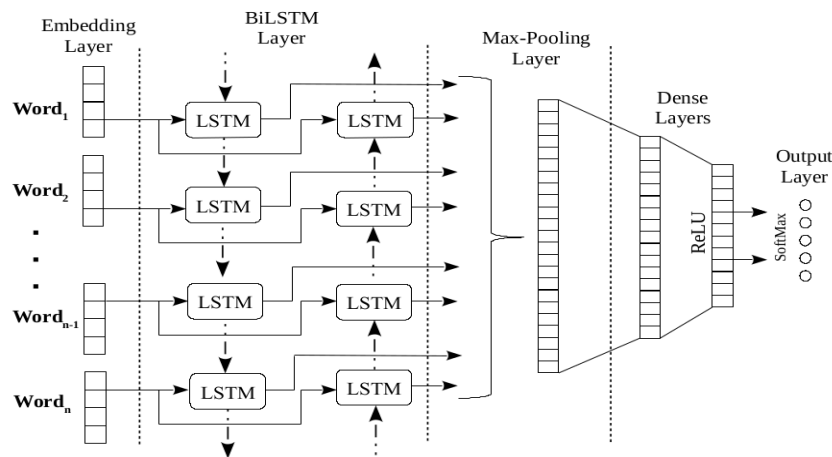 Embedding
Layer
BiLSTM
Layer
Max-Pooling
Layer
Dense
Layers
Output
Layer
Word1
LSTM
LSTM
Word2
LSTM
LSTM
Wordn-1
LSTM
LSTM
Wordn
LSTM
LSTM
ReLU
SoftMax